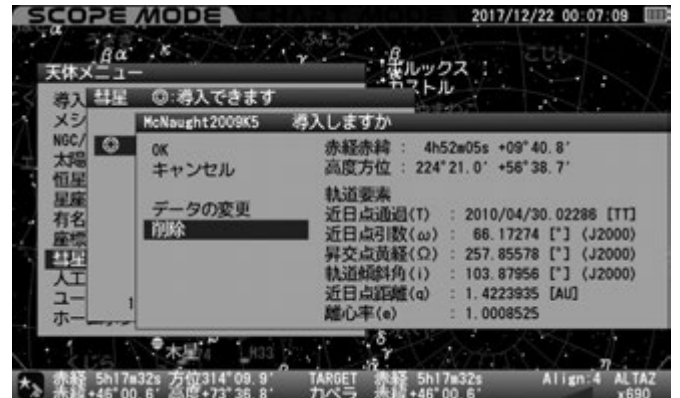 SCOPE MODE
2017/12/22 00:07:09
こじし
ポルックス
カストル
天体メニュー
導入
彗星 ◎:導入できます
メシ
McNaught2009K5 導入しますか
NGC/
太陽
恒星
星座
有名
座標
彗星
人工
ユー
ホー
◎
OK
キャンセル
データの変更
削除
赤経赤緯 : 4h52m05s +09°40.8'
高度方位 : 224°21.0' +56°38.7'
軌道要素
近日点通過(T) : 2010/04/30.02286 [TT]
近日点引数(ω) : 66.17274 [°] (J2000)
昇交点黄経(Ω) : 257.85578 [°] (J2000)
軌道傾斜角(i) : 103.87956 [°] (J2000)
近日点距離(q) : 1.4223935 [AU]
離心率(e) : 1.0008525
1
木星
くじら
赤経 5h17m32s 方位314°09.9' TARGET 赤経 5h17m32s Align:4 ALTAZ
赤緯+46°00.6' 高度+73°36.8' カペラ 赤緯+46°00.6' x690